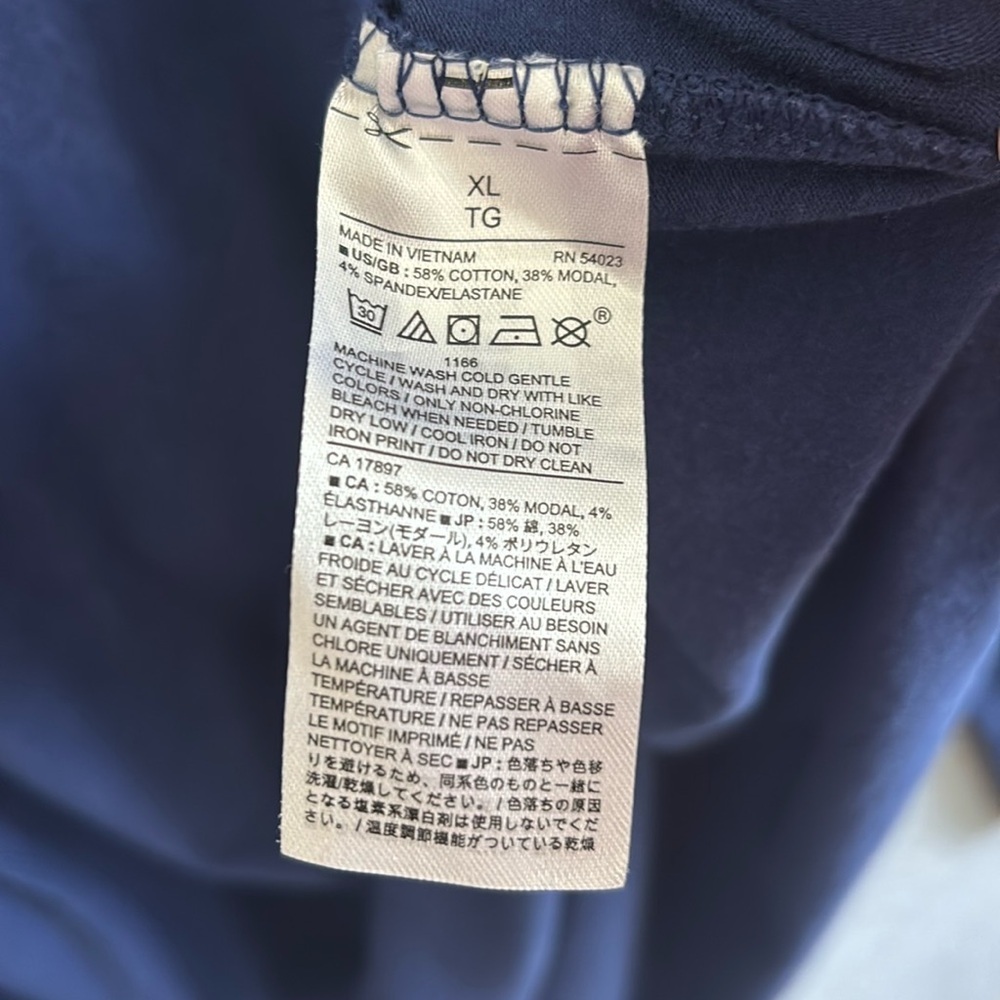 XL
TG
MADE IN VIETNAM RN 54023
■ US/GB : 58% COTTON, 38% MODAL,
4% SPANDEX/ELASTANE
30
®
1166
MACHINE WASH COLD GENTLE
CYCLE / WASH AND DRY WITH LIKE
COLORS / ONLY NON-CHLORINE
BLEACH WHEN NEEDED / TUMBLE
DRY LOW / COOL IRON / DO NOT
IRON PRINT / DO NOT DRY CLEAN
CA 17897
■ CA : 58% COTON, 38% MODAL, 4%
ÉLASTHANNE ■ JP : 58% 綿, 38%
レーヨン(モダール), 4% ポリウレタン
■ CA : LAVER À LA MACHINE À L'EAU
FROIDE AU CYCLE DÉLICAT / LAVER
ET SÉCHER AVEC DES COULEURS
SEMBLABLES / UTILISER AU BESOIN
UN AGENT DE BLANCHIMENT SANS
CHLORE UNIQUEMENT / SÉCHER À
LA MACHINE À BASSE
TEMPÉRATURE / REPASSER À BASSE
TEMPÉRATURE / NE PAS REPASSER
LE MOTIF IMPRIMÉ / NE PAS
NETTOYER À SEC ■ JP : 色落ちや色移
りを避けるため、同系色のものと一緒に
洗濯/乾燥してください。 / 色落ちの原因
となる塩素系漂白剤は使用しないでくだ
さい。 / 温度調節機能がついている乾燥